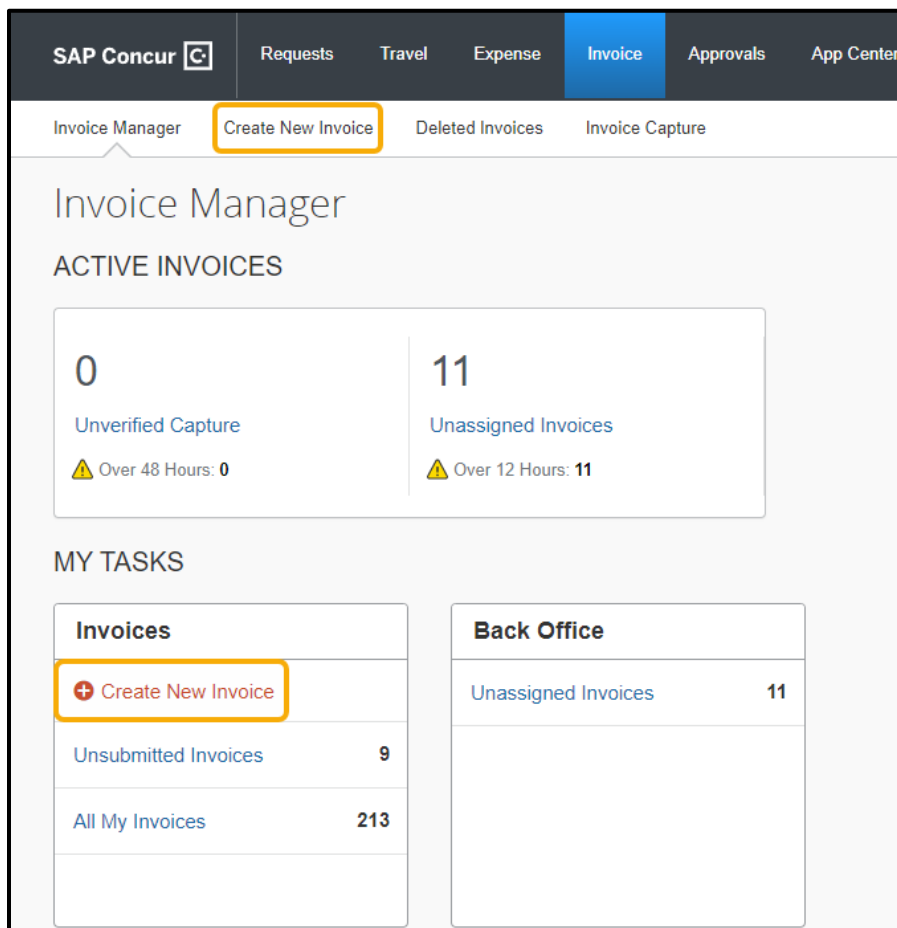 SAP Concur C Requests Travel Expense Invoice Approvals App Center
Invoice Manager Create New Invoice Deleted Invoices Invoice Capture
Invoice Manager
ACTIVE INVOICES
0 11
Unverified Capture Unassigned Invoices
Over 48 Hours: 0 Over 12 Hours: 11
MY TASKS
Invoices Back Office
Create New Invoice Unassigned Invoices 11
Unsubmitted Invoices 9
All My Invoices 213